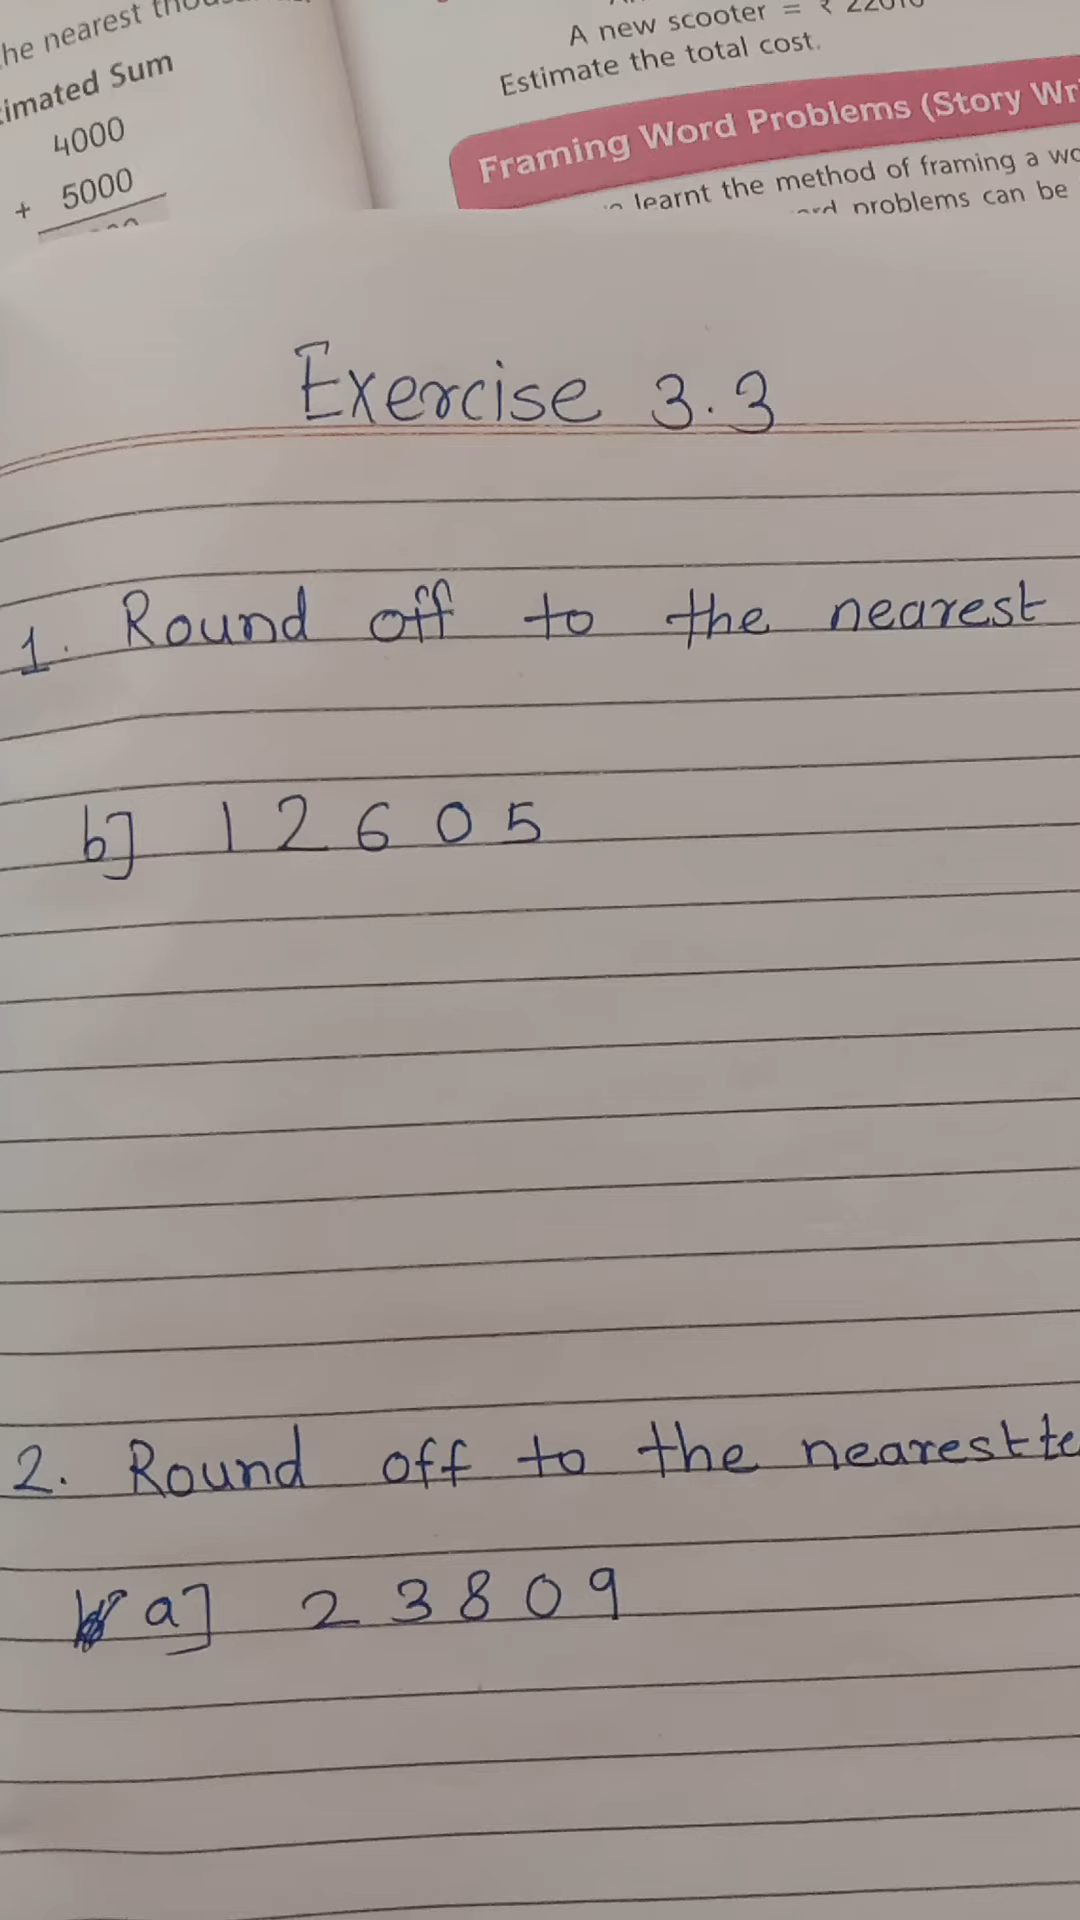 he nearest
imated Sum
4000
+ 5000
A new scooter = ₹
Estimate the total cost.
Framing Word Problems (Story
learnt the method of framing a
problems can be
Exercise 3.3
1. Round off to the nearest
b] 12605
2. Round off to the nearest te
a] 23809